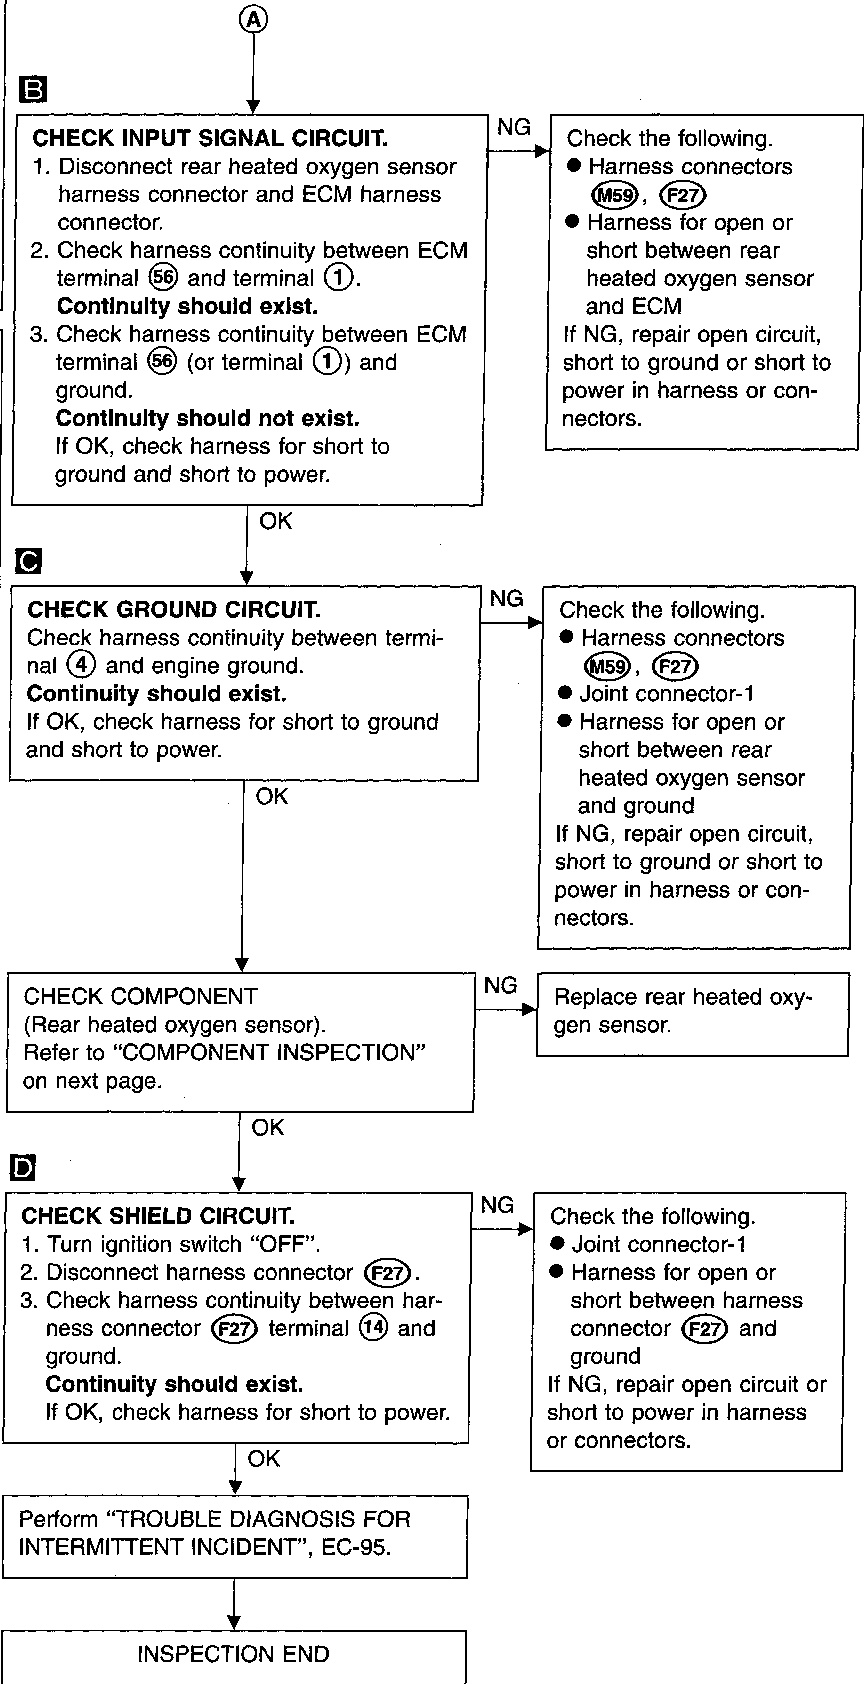 A
B
CHECK INPUT SIGNAL CIRCUIT.
1. Disconnect rear heated oxygen sensor
harness connector and ECM harness
connector.
2. Check harness continuity between ECM
terminal 56 and terminal 1.
Continuity should exist.
3. Check harness continuity between ECM
terminal 56 (or terminal 1) and
ground.
Continuity should not exist.
If OK, check harness for short to
ground and short to power.
NG
Check the following.
● Harness connectors
M59, F27
● Harness for open or
short between rear
heated oxygen sensor
and ECM
If NG, repair open circuit,
short to ground or short to
power in harness or con-
nectors.
OK
C
CHECK GROUND CIRCUIT.
Check harness continuity between termi-
nal 4 and engine ground.
Continuity should exist.
If OK, check harness for short to ground
and short to power.
NG
Check the following.
● Harness connectors
M59, F27
● Joint connector-1
● Harness for open or
short between rear
heated oxygen sensor
and ground
If NG, repair open circuit,
short to ground or short to
power in harness or con-
nectors.
OK
CHECK COMPONENT
(Rear heated oxygen sensor).
Refer to “COMPONENT INSPECTION”
on next page.
NG
Replace rear heated oxy-
gen sensor.
OK
D
CHECK SHIELD CIRCUIT.
1. Turn ignition switch “OFF”.
2. Disconnect harness connector F27.
3. Check harness continuity between har-
ness connector F27 terminal 14 and
ground.
Continuity should exist.
If OK, check harness for short to power.
NG
Check the following.
● Joint connector-1
● Harness for open or
short between harness
connector F27 and
ground
If NG, repair open circuit or
short to power in harness
or connectors.
OK
Perform “TROUBLE DIAGNOSIS FOR
INTERMITTENT INCIDENT”, EC-95.
INSPECTION END